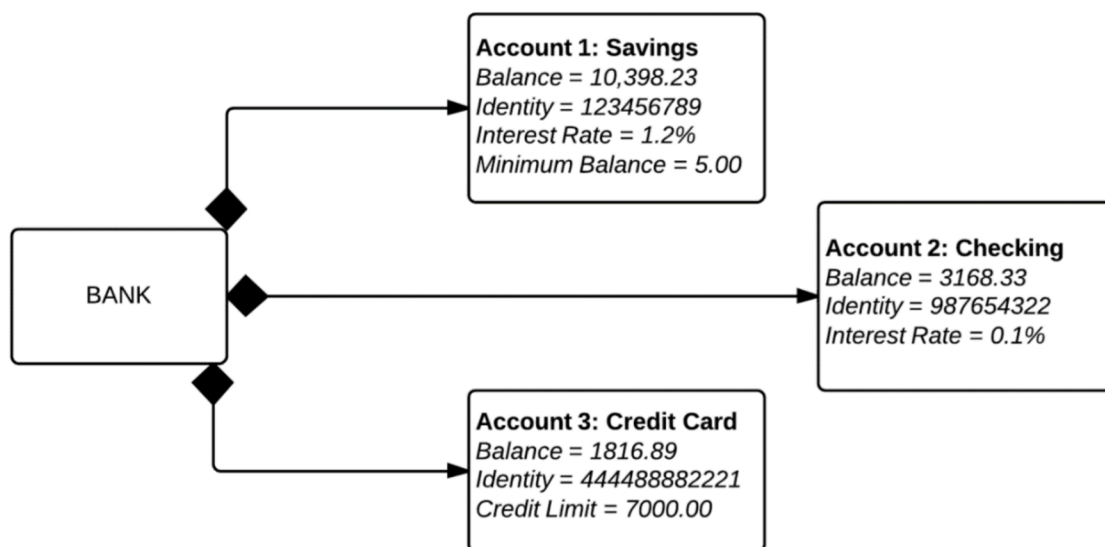 Account 1: Savings
Balance = 10,398.23
Identity = 123456789
Interest Rate = 1.2%
Minimum Balance = 5.00
BANK
Account 2: Checking
Balance = 3168.33
Identity = 987654322
Interest Rate = 0.1%
Account 3: Credit Card
Balance = 1816.89
Identity = 444488882221
Credit Limit = 7000.00